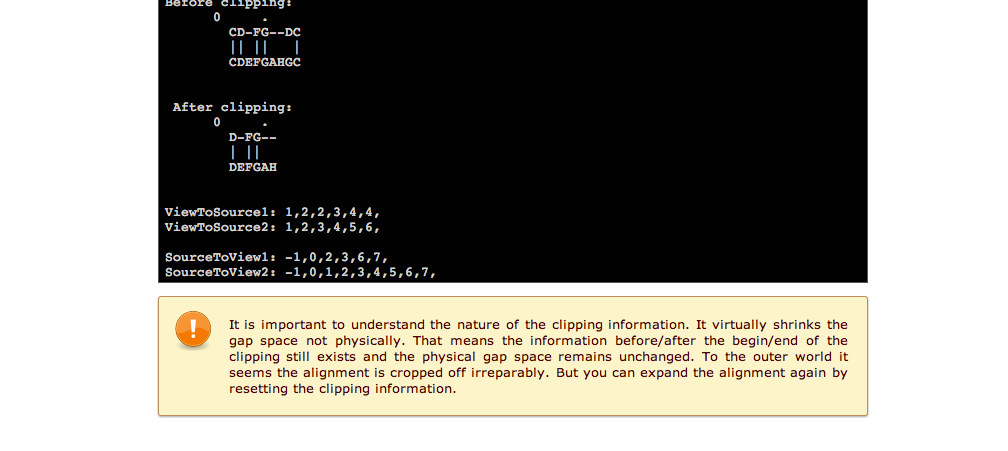 Before clipping:
0     .
CD-FG--DC
|| ||   |
CDEFGAHGC
After clipping:
0     .
D-FG--
| ||
DEFGAH
ViewToSource1: 1,2,2,3,4,4,
ViewToSource2: 1,2,3,4,5,6,
SourceToView1: -1,0,2,3,6,7,
SourceToView2: -1,0,1,2,3,4,5,6,7,
It is important to understand the nature of the clipping information. It virtually shrinks the
gap space not physically. That means the information before/after the begin/end of the
clipping still exists and the physical gap space remains unchanged. To the outer world it
seems the alignment is cropped off irreparably. But you can expand the alignment again by
resetting the clipping information.